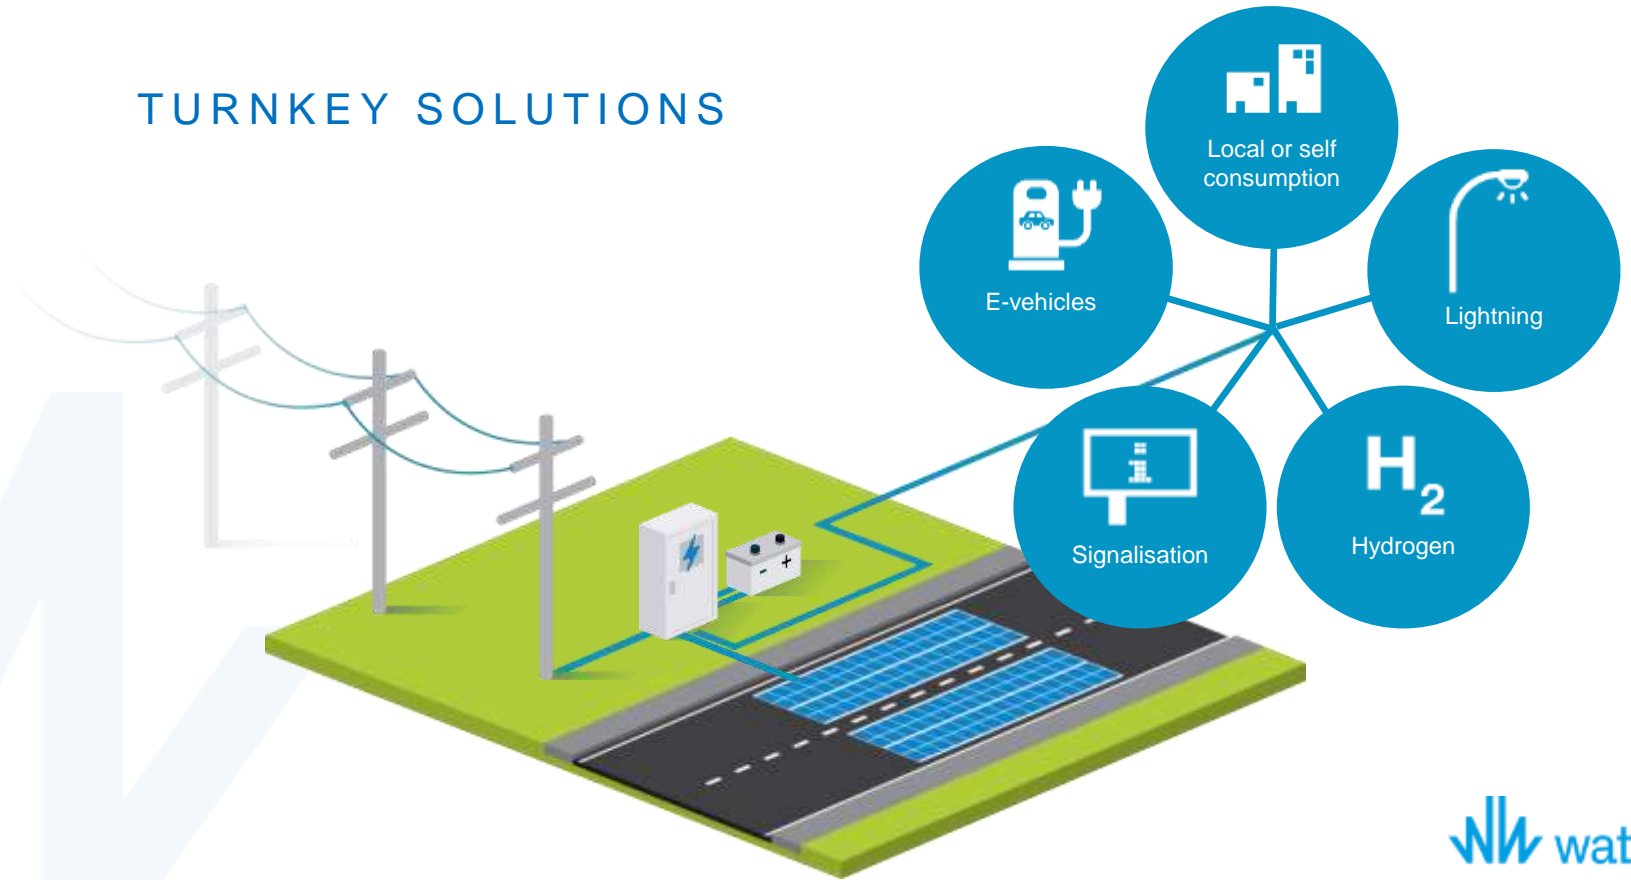 TURNKEY SOLUTIONS
Local or self
consumption
E-vehicles
Lightning
Signalisation
i
H2
Hydrogen
- +
wat